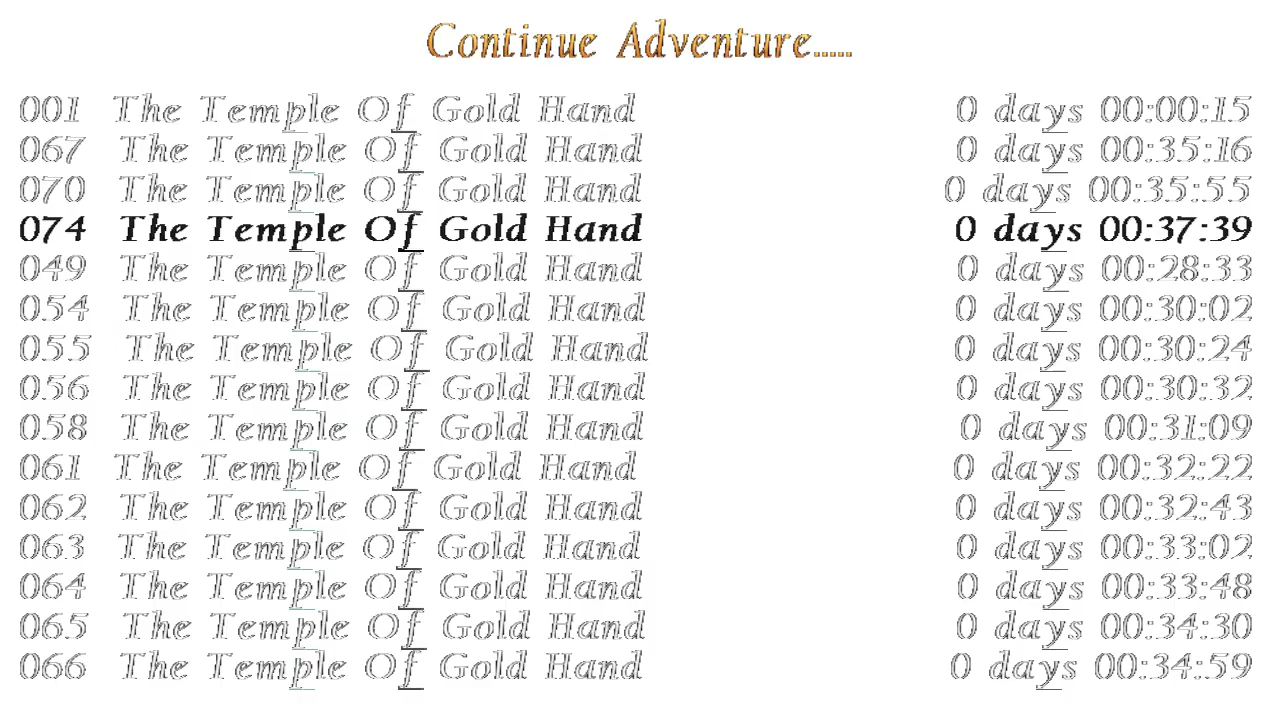 Continue Adventure.....
001 The Temple Of Gold Hand 0 days 00:00:15
067 The Temple Of Gold Hand 0 days 00:35:16
070 The Temple Of Gold Hand 0 days 00:35:55
074 The Temple Of Gold Hand 0 days 00:37:39
049 The Temple Of Gold Hand 0 days 00:28:33
054 The Temple Of Gold Hand 0 days 00:30:02
055 The Temple Of Gold Hand 0 days 00:30:24
056 The Temple Of Gold Hand 0 days 00:30:32
058 The Temple Of Gold Hand 0 days 00:31:09
061 The Temple Of Gold Hand 0 days 00:32:22
062 The Temple Of Gold Hand 0 days 00:32:43
063 The Temple Of Gold Hand 0 days 00:33:02
064 The Temple Of Gold Hand 0 days 00:33:48
065 The Temple Of Gold Hand 0 days 00:34:30
066 The Temple Of Gold Hand 0 days 00:34:59